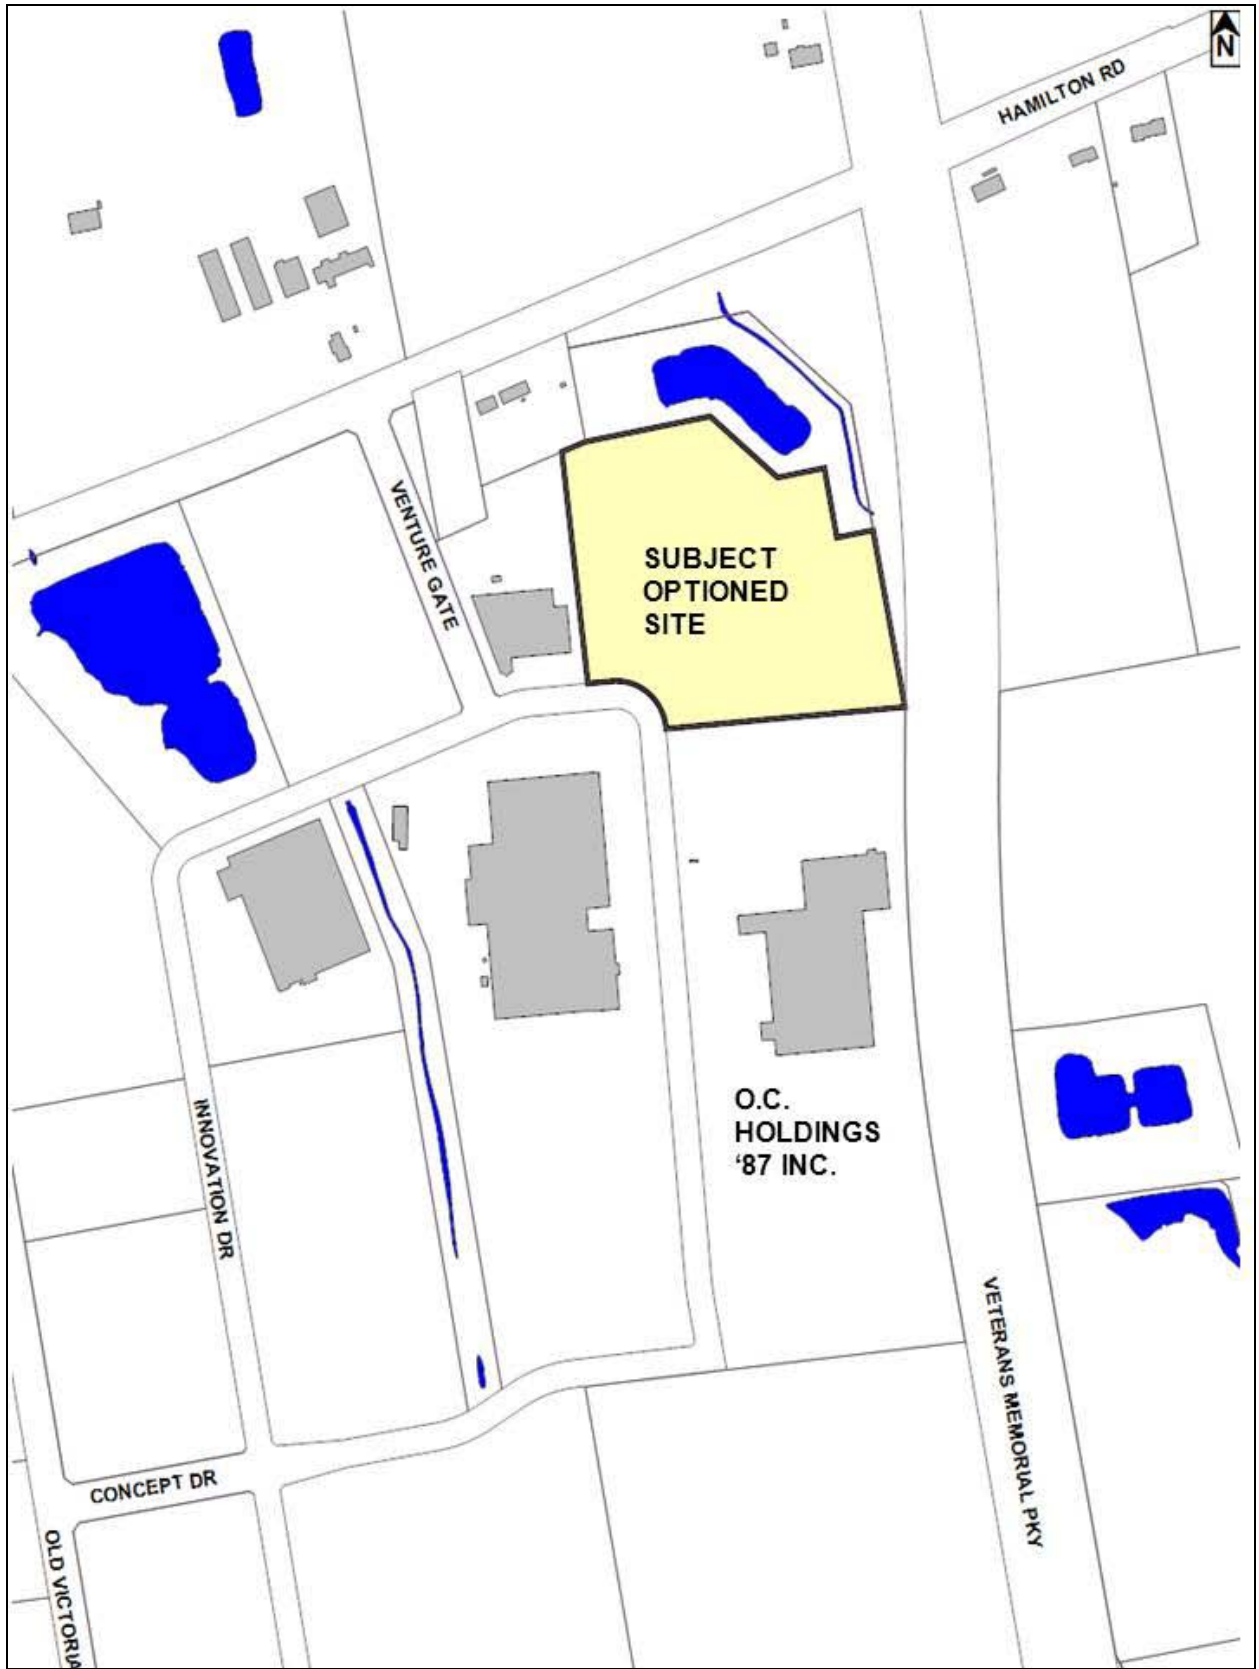 N
HAMILTON RD
VENTURE GATE
SUBJECT
OPTIONED
SITE
O.C.
HOLDINGS
‘87 INC.
INNOVATION DR
VETERANS MEMORIAL PKY
CONCEPT DR
OLD VICTORIA